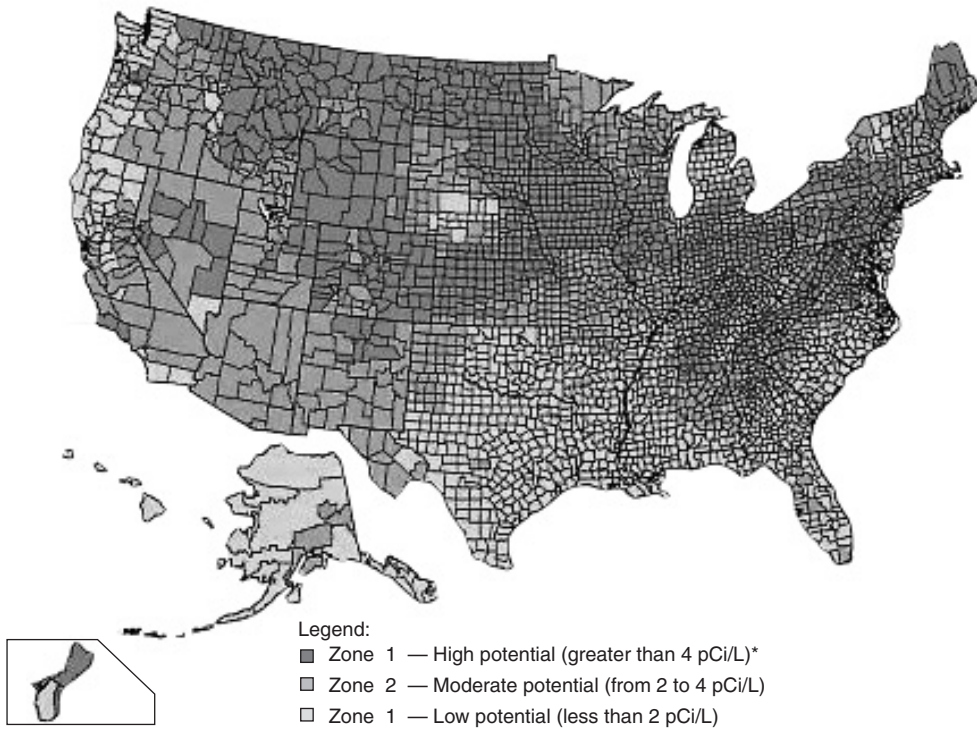 Legend:
Zone 1 — High potential (greater than 4 pCi/L)*
Zone 2 — Moderate potential (from 2 to 4 pCi/L)
Zone 1 — Low potential (less than 2 pCi/L)